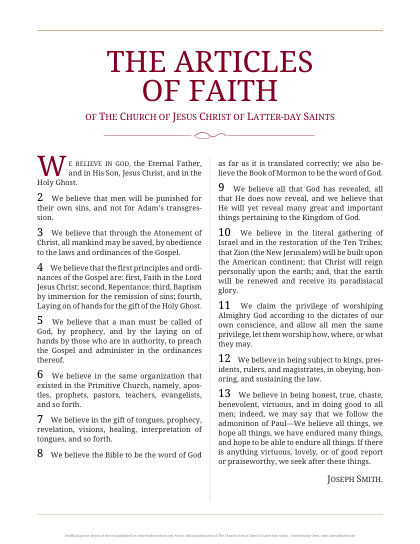 THE ARTICLES
OF FAITH
OF THE CHURCH OF JESUS CHRIST OF LATTER-DAY SAINTS
WE BELIEVE IN GOD, the Eternal Father,
and in His Son, Jesus Christ, and in the
Holy Ghost.
2 We believe that men will be punished for
their own sins, and not for Adam's transgres-
sion.
3 We believe that through the Atonement of
Christ, all mankind may be saved, by obedience
to the laws and ordinances of the Gospel.
4 We believe that the first principles and ordi-
nances of the Gospel are: first, Faith in the Lord
Jesus Christ; second, Repentance; third, Baptism
by immersion for the remission of sins; fourth,
Laying on of hands for the gift of the Holy Ghost.
5 We believe that a man must be called of
God, by prophecy, and by the laying on of
hands by those who are in authority, to preach
the Gospel and administer in the ordinances
thereof.
6 We believe in the same organization that
existed in the Primitive Church, namely, apos-
tles, prophets, pastors, teachers, evangelists,
and so forth.
7 We believe in the gift of tongues, prophecy,
revelation, visions, healing, interpretation of
tongues, and so forth.
8 We believe the Bible to be the word of God
as far as it is translated correctly; we also be-
lieve the Book of Mormon to be the word of God.
9 We believe all that God has revealed, all
that He does now reveal, and we believe that
He will yet reveal many great and important
things pertaining to the Kingdom of God.
10 We believe in the literal gathering of
Israel and in the restoration of the Ten Tribes;
that Zion (the New Jerusalem) will be built upon
the American continent; that Christ will reign
personally upon the earth; and, that the earth
will be renewed and receive its paradisiacal
glory.
11 We claim the privilege of worshiping
Almighty God according to the dictates of our
own conscience, and allow all men the same
privilege, let them worship how, where, or what
they may.
12 We believe in being subject to kings, pres-
idents, rulers, and magistrates, in obeying, hon-
oring, and sustaining the law.
13 We believe in being honest, true, chaste,
benevolent, virtuous, and in doing good to all
men; indeed, we may say that we follow the
admonition of Paul—We believe all things, we
hope all things, we have endured many things,
and hope to be able to endure all things. If there
is anything virtuous, lovely, or of good report
or praiseworthy, we seek after these things.
JOSEPH SMITH.